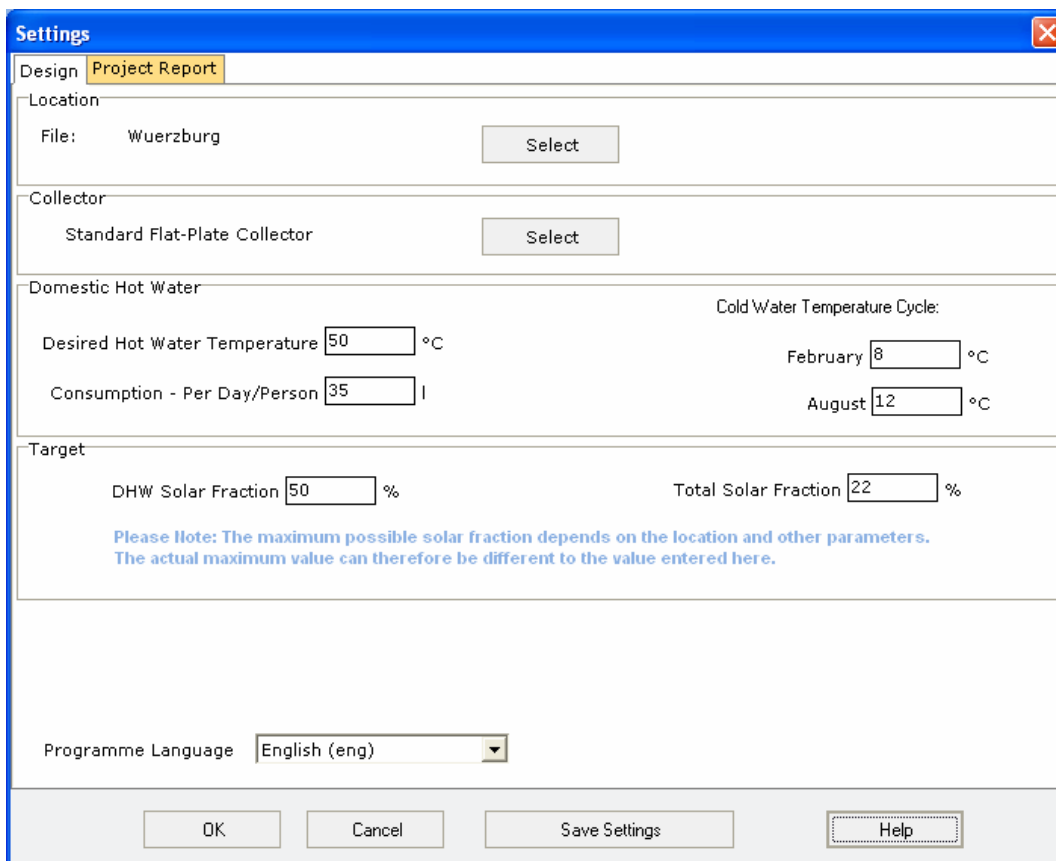 Settings
Design Project Report
Location
File: Wuerzburg Select
Collector
Standard Flat-Plate Collector Select
Domestic Hot Water
Cold Water Temperature Cycle:
Desired Hot Water Temperature 50 °C
February 8 °C
Consumption - Per Day/Person 35 l
August 12 °C
Target
DHW Solar Fraction 50 % Total Solar Fraction 22 %
Please Note: The maximum possible solar fraction depends on the location and other parameters.
The actual maximum value can therefore be different to the value entered here.
Programme Language English (eng)
OK Cancel Save Settings Help